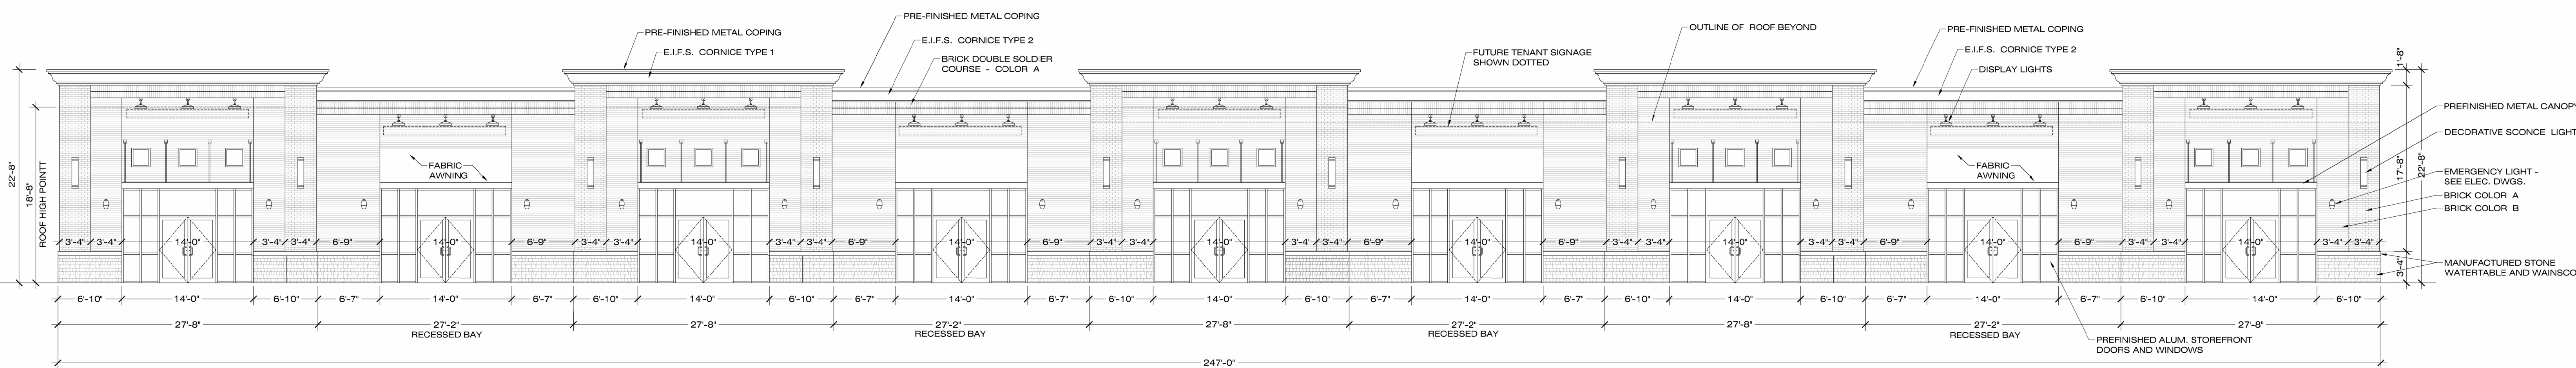 PRE-FINISHED METAL COPING
E.I.F.S. CORNICE TYPE 1
PRE-FINISHED METAL COPING
E.I.F.S. CORNICE TYPE 2
BRICK DOUBLE SOLDIER
COURSE - COLOR A
FUTURE TENANT SIGNAGE
SHOWN DOTTED
OUTLINE OF ROOF BEYOND
PRE-FINISHED METAL COPING
E.I.F.S. CORNICE TYPE 2
DISPLAY LIGHTS
1'-8"
PREFINISHED METAL CANOPY
DECORATIVE SCONCE LIGHT
EMERGENCY LIGHT -
SEE ELEC. DWGS.
BRICK COLOR A
BRICK COLOR B
MANUFACTURED STONE
WATERTABLE AND WAINSCO
17'-8"
22'-8"
3'-4"
22'-8"
18'-8"
ROOF HIGH POINTT
FABRIC
AWNING
FABRIC
AWNING
3'-4" 3'-4" 14'-0" 3'-4" 3'-4" 6'-9" 14'-0" 6'-9" 3'-4" 3'-4" 14'-0" 3'-4" 3'-4" 6'-9" 14'-0" 6'-9" 3'-4" 3'-4" 14'-0" 3'-4" 3'-4" 6'-9" 14'-0" 6'-9" 3'-4" 3'-4" 14'-0" 3'-4" 3'-4" 6'-9" 14'-0" 6'-9" 3'-4" 3'-4" 14'-0" 3'-4" 3'-4"
6'-10" 14'-0" 6'-10" 6'-7" 14'-0" 6'-7" 6'-10" 14'-0" 6'-10" 6'-7" 14'-0" 6'-7" 6'-10" 14'-0" 6'-10" 6'-7" 14'-0" 6'-7" 6'-10" 14'-0" 6'-10" 6'-7" 14'-0" 6'-7" 6'-10" 14'-0" 6'-10"
27'-8" 27'-2" 27'-8" 27'-2" 27'-8" 27'-2" 27'-8" 27'-2" 27'-8"
RECESSED BAY RECESSED BAY RECESSED BAY RECESSED BAY
PREFINISHED ALUM. STOREFRONT
DOORS AND WINDOWS
247'-0"